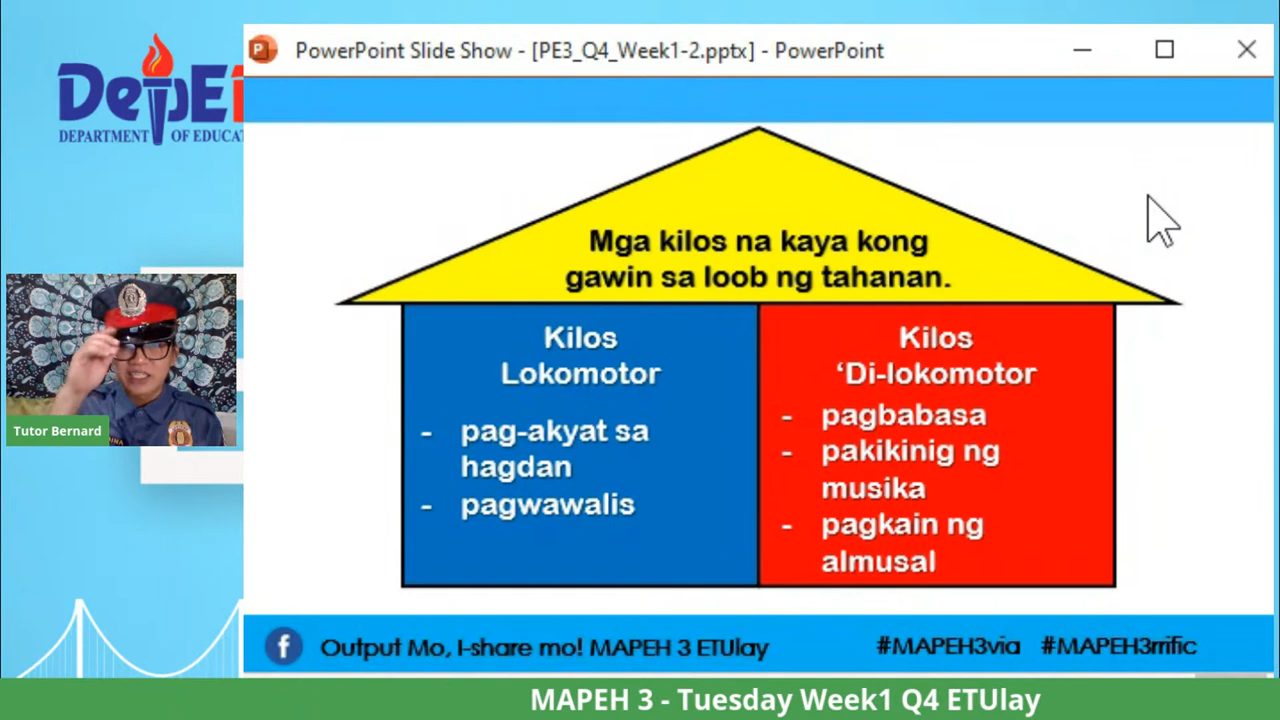 PowerPoint Slide Show - [PE3_Q4_Week1-2.pptx] - PowerPoint
DepE
DEPARTMENT OF EDUCAT
Mga kilos na kaya kong
gawin sa loob ng tahanan.
Kilos
Lokomotor
- pag-akyat sa
hagdan
- pagwawalis
Kilos
‘Di-lokomotor
- pagbabasa
- pakikinig ng
musika
- pagkain ng
almusal
Tutor Bernard
Output Mo, I-share mo! MAPEH 3 ETUlay
#MAPEH3via #MAPEH3rrific
MAPEH 3 - Tuesday Week1 Q4 ETUlay